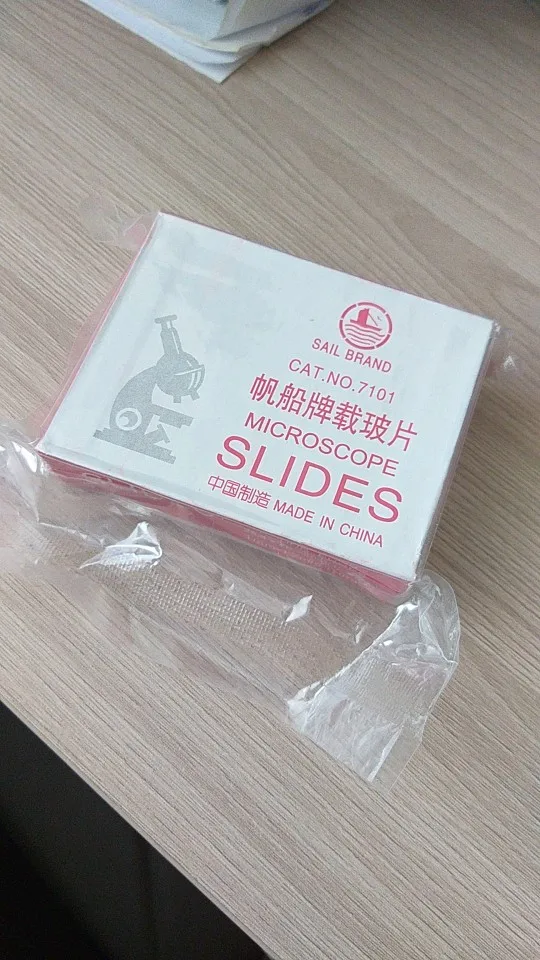 SAIL BRAND
CAT.NO.7101
帆船牌载玻片
MICROSCOPE
SLIDES
中国制造 MADE IN CHINA